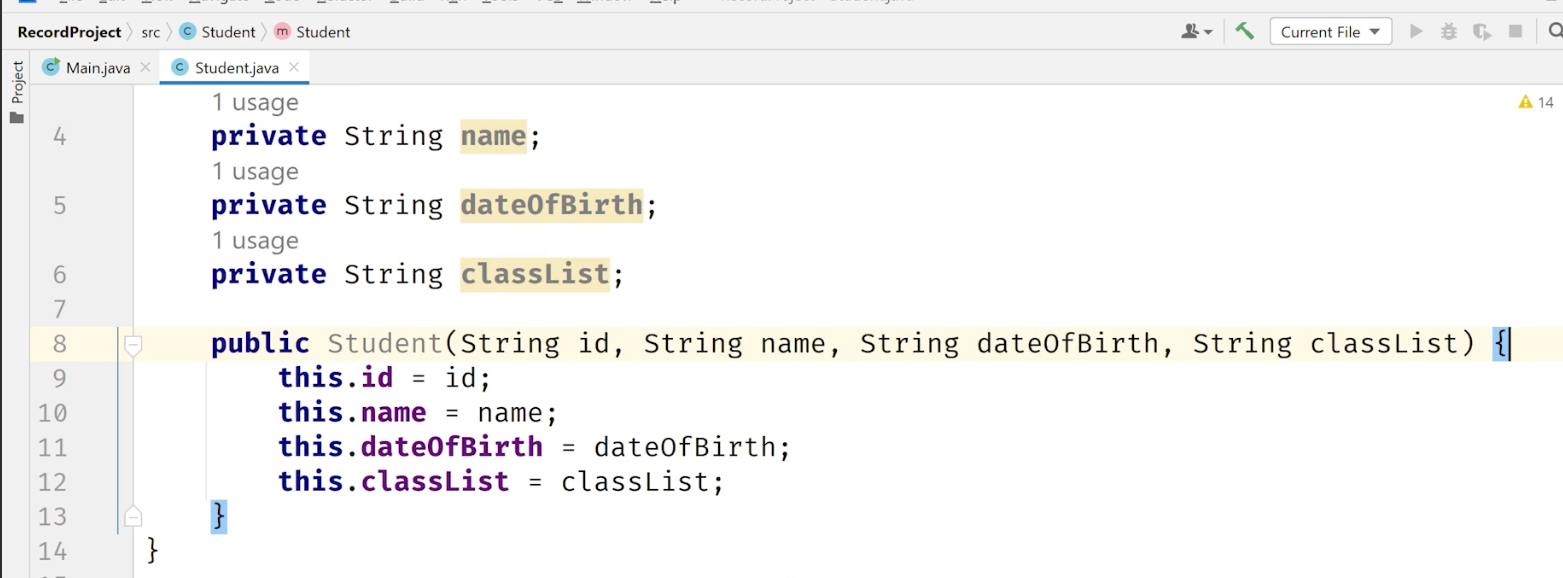 RecordProject src Student Student
Current File
Project
Main.java Student.java
1 usage
14
4 private String name;
1 usage
5 private String dateOfBirth;
1 usage
6 private String classList;
7
8 public Student(String id, String name, String dateOfBirth, String classList) {
9 this.id = id;
10 this.name = name;
11 this.dateOfBirth = dateOfBirth;
12 this.classList = classList;
13 }
14 }